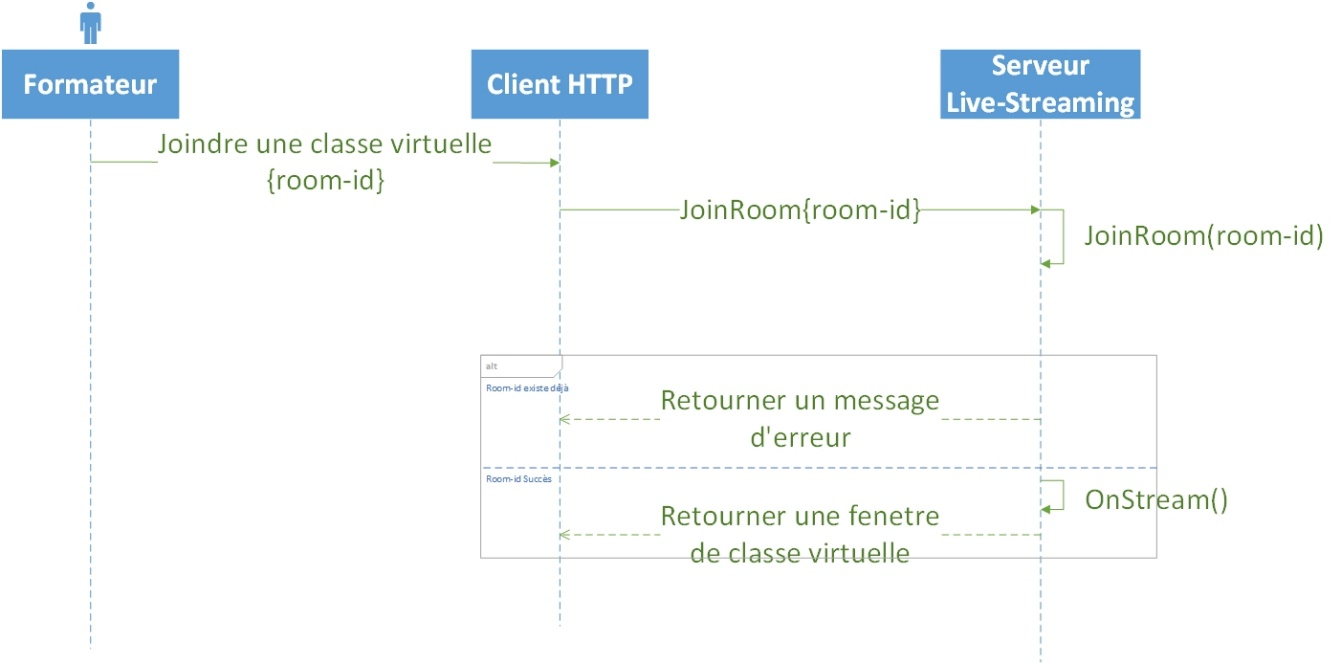 Formateur
Client HTTP
Serveur
Live-Streaming
Joindre une classe virtuelle
{room-id}
JoinRoom{room-id}
JoinRoom(room-id)
alt
Room-id existe déjà
Retourner un message
d'erreur
Room-id Succès
OnStream()
Retourner une fenetre
de classe virtuelle